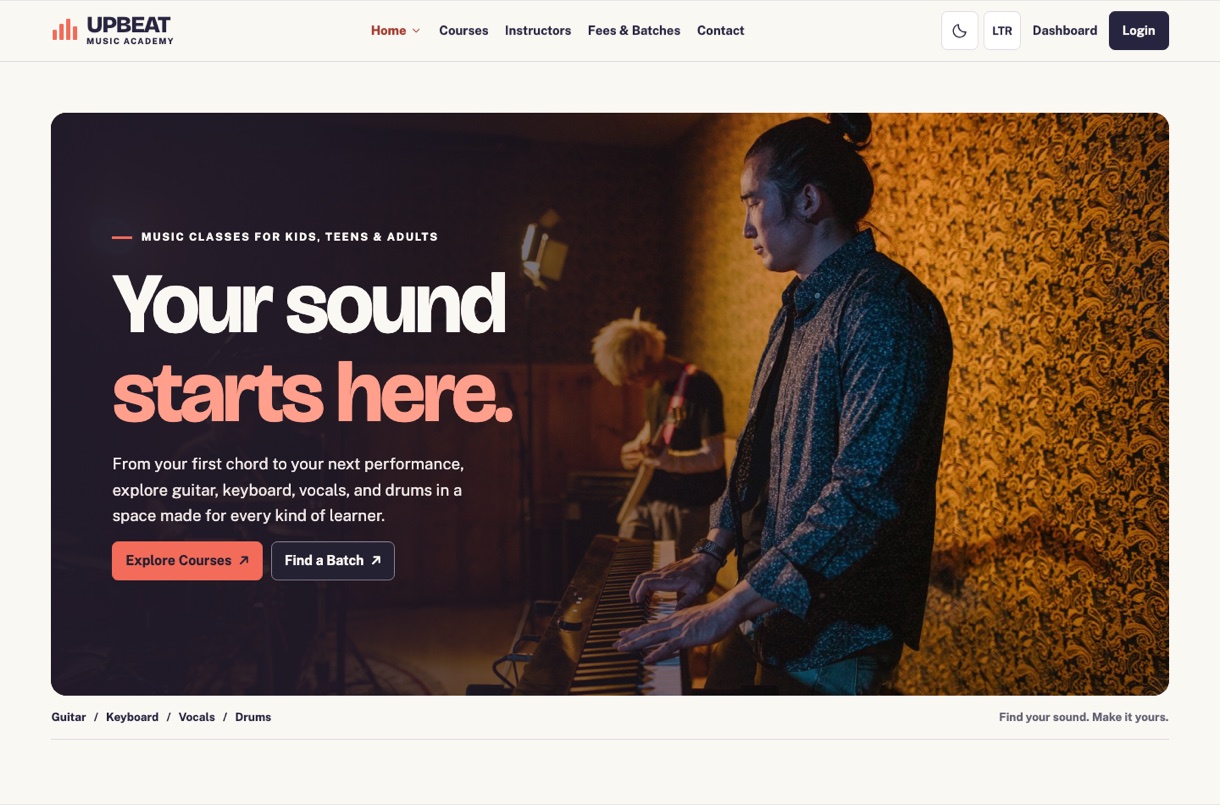 UPBEAT
MUSIC ACADEMY
Home
Courses
Instructors
Fees & Batches
Contact
LTR
Dashboard
Login
MUSIC CLASSES FOR KIDS, TEENS & ADULTS
Your sound
starts here.
From your first chord to your next performance,
explore guitar, keyboard, vocals, and drums in a
space made for every kind of learner.
Explore Courses ↗
Find a Batch ↗
Guitar / Keyboard / Vocals / Drums
Find your sound. Make it yours.